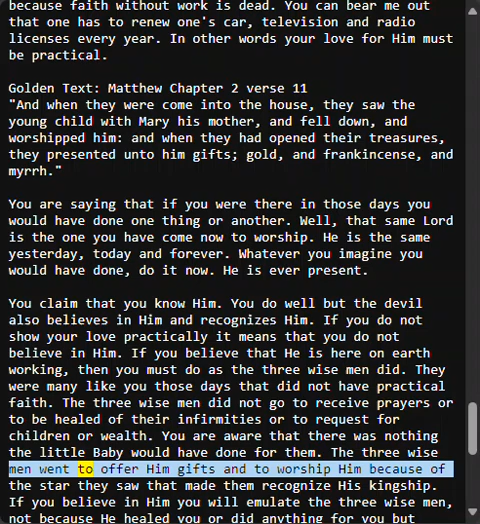 because faith without work is dead. You can bear me out
that one has to renew one's car, television and radio
licenses every year. In other words your love for Him must
be practical.

Golden Text: Matthew Chapter 2 verse 11
"And when they were come into the house, they saw the
young child with Mary his mother, and fell down, and
worshipped him: and when they had opened their treasures,
they presented unto him gifts; gold, and frankincense, and
myrrh."

You are saying that if you were there in those days you
would have done one thing or another. Well, that same Lord
is the one you have come now to worship. He is the same
yesterday, today and forever. Whatever you imagine you
would have done, do it now. He is ever present.

You claim that you know Him. You do well but the devil
also believes in Him and recognizes Him. If you do not
show your love practically it means that you do not
believe in Him. If you believe that He is here on earth
working, then you must do as the three wise men did. They
were many like you those days that did not have practical
faith. The three wise men did not go to receive prayers or
to be healed of their infirmities or to request for
children or wealth. You are aware that there was nothing
the little Baby would have done for them. The three wise
men went to offer Him gifts and to worship Him because of
the star they saw that made them recognize His kingship.
If you believe in Him you will emulate the three wise men,
not because He healed you or did anything for you but